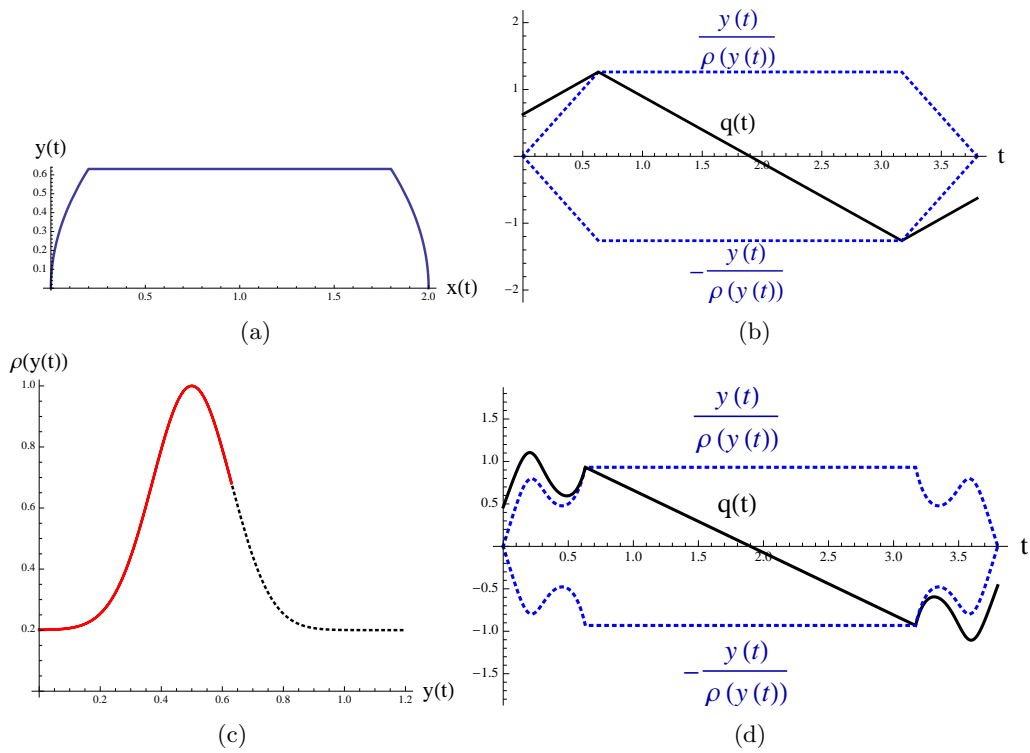 y(t)
0.6
0.5
0.4
0.3
0.2
0.1
0.5 1.0 1.5 2.0 x(t)
(a)
2
1
-1
-2
y(t)
ρ(y(t))
q(t)
0.5 1.0 1.5 2.0 2.5 3.0 3.5 t
- y(t)
ρ(y(t))
(b)
ρ(y(t))
1.0
0.8
0.6
0.4
0.2
0.2 0.4 0.6 0.8 1.0 1.2 y(t)
(c)
1.5
1.0
0.5
-0.5
-1.0
-1.5
y(t)
ρ(y(t))
q(t)
0.5 1.0 1.5 2.0 2.5 3.0 3.5 t
- y(t)
ρ(y(t))
(d)